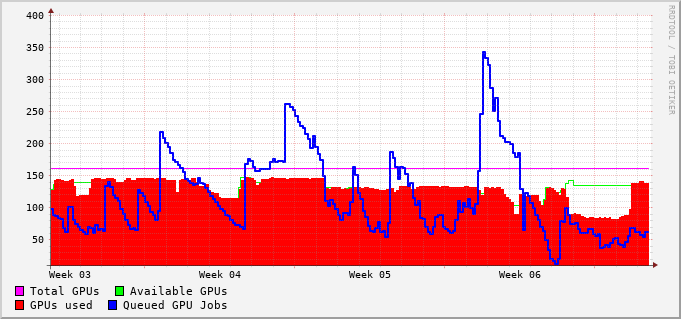 400
350
300
250
200
150
100
50
Week 03 Week 04 Week 05 Week 06
Total GPUs Available GPUs
GPUs used Queued GPU Jobs
RRDTOOL / TOBI OETIKER